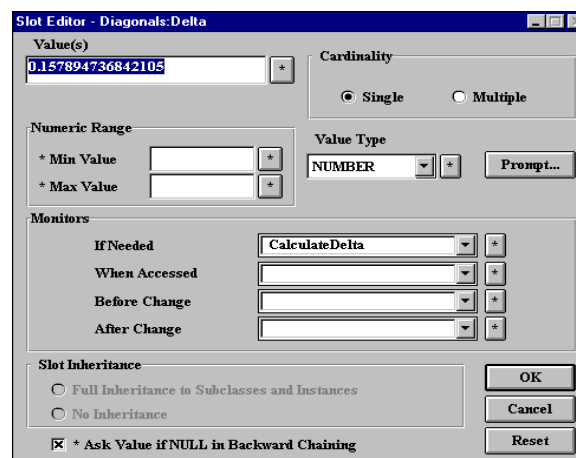 Slot Editor - Diagonals:Delta
Value(s)
0.157894736842105 *
Cardinality
Single Multiple
Numeric Range
* Min Value *
* Max Value *
Value Type
NUMBER * Prompt...
Monitors
If Needed CalculateDelta *
When Accessed *
Before Change *
After Change *
Slot Inheritance
Full Inheritance to Subclasses and Instances
No Inheritance
* Ask Value if NULL in Backward Chaining
OK
Cancel
Reset